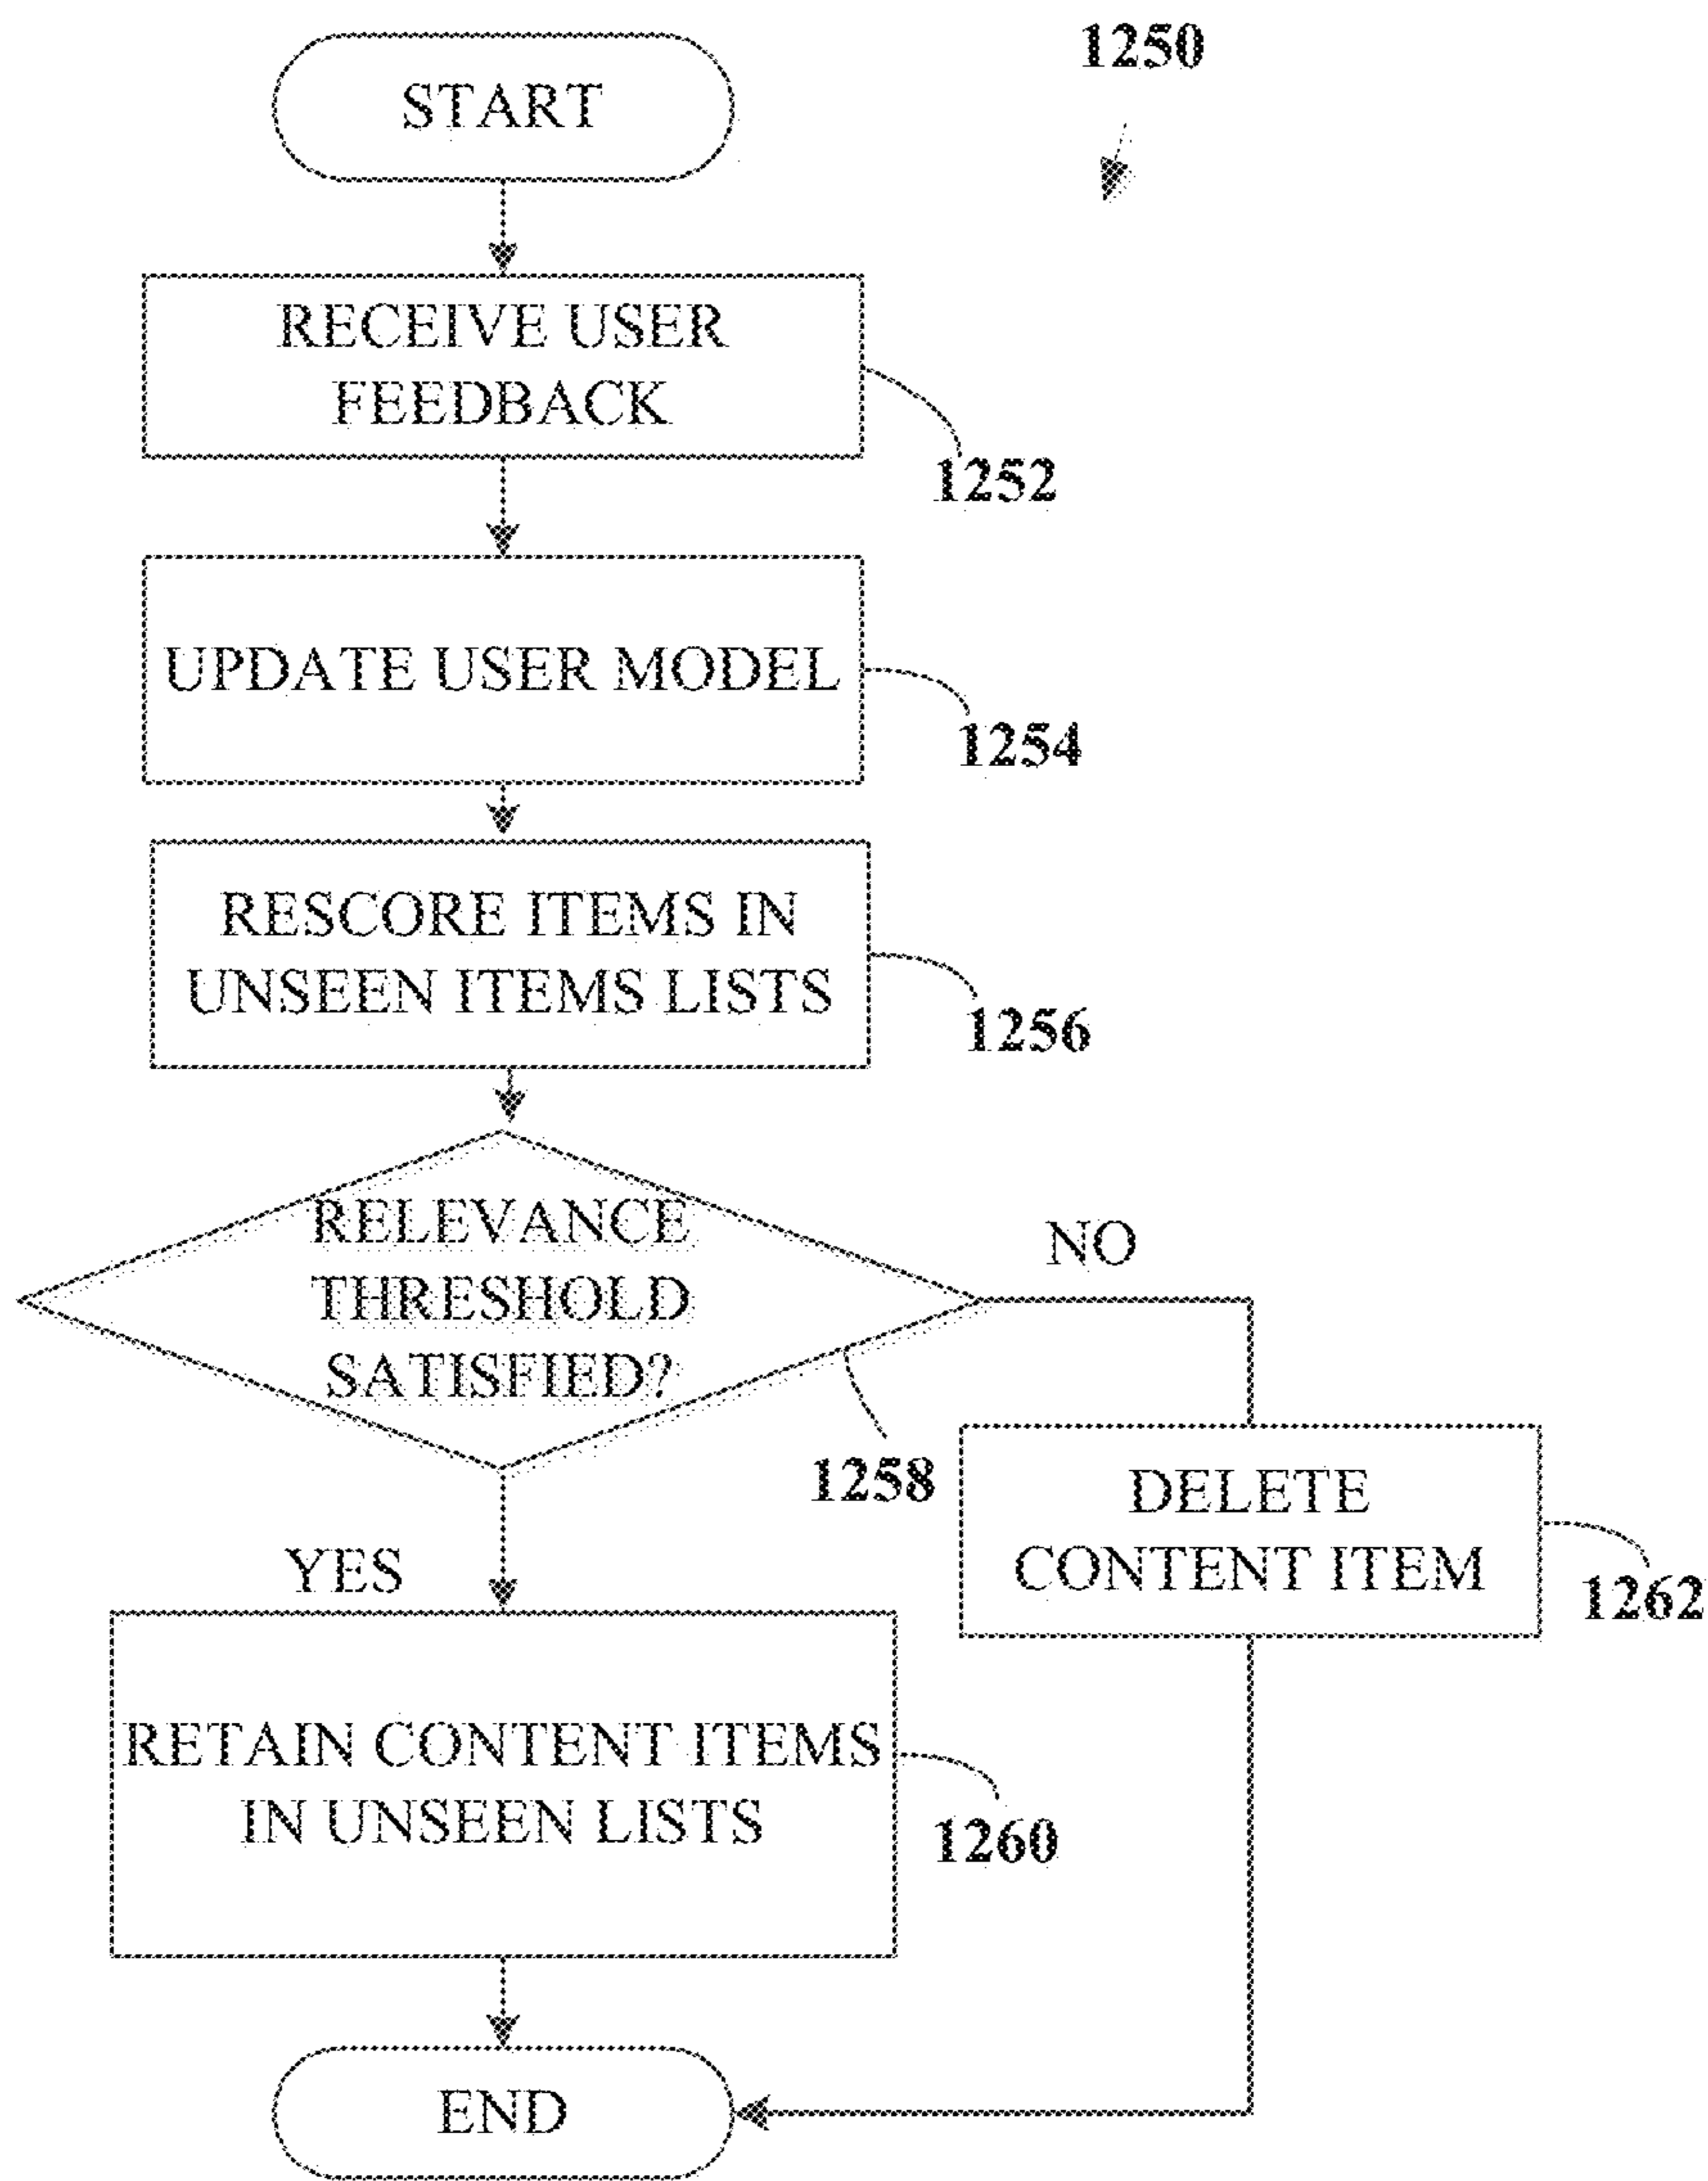 1250
START
RECEIVE USER
FEEDBACK
1252
UPDATE USER MODEL
1254
RESCORE ITEMS IN
UNSEEN ITEMS LISTS
1256
RELEVANCE
THRESHOLD
SATISFIED?
1258
NO
DELETE
CONTENT ITEM
1262
YES
RETAIN CONTENT ITEMS
IN UNSEEN LISTS
1260
END